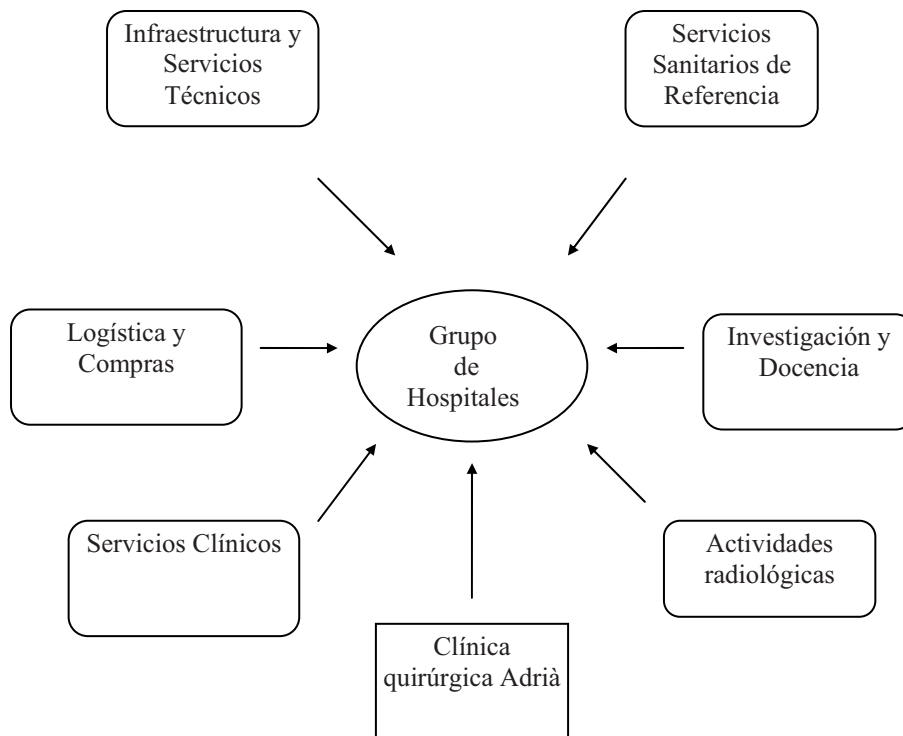 Infraestructura y
Servicios
Técnicos
Servicios
Sanitarios de
Referencia
Logística y
Compras
Grupo
de
Hospitales
Investigación y
Docencia
Servicios Clínicos
Actividades
radiológicas
Clínica
quirúrgica Adrià